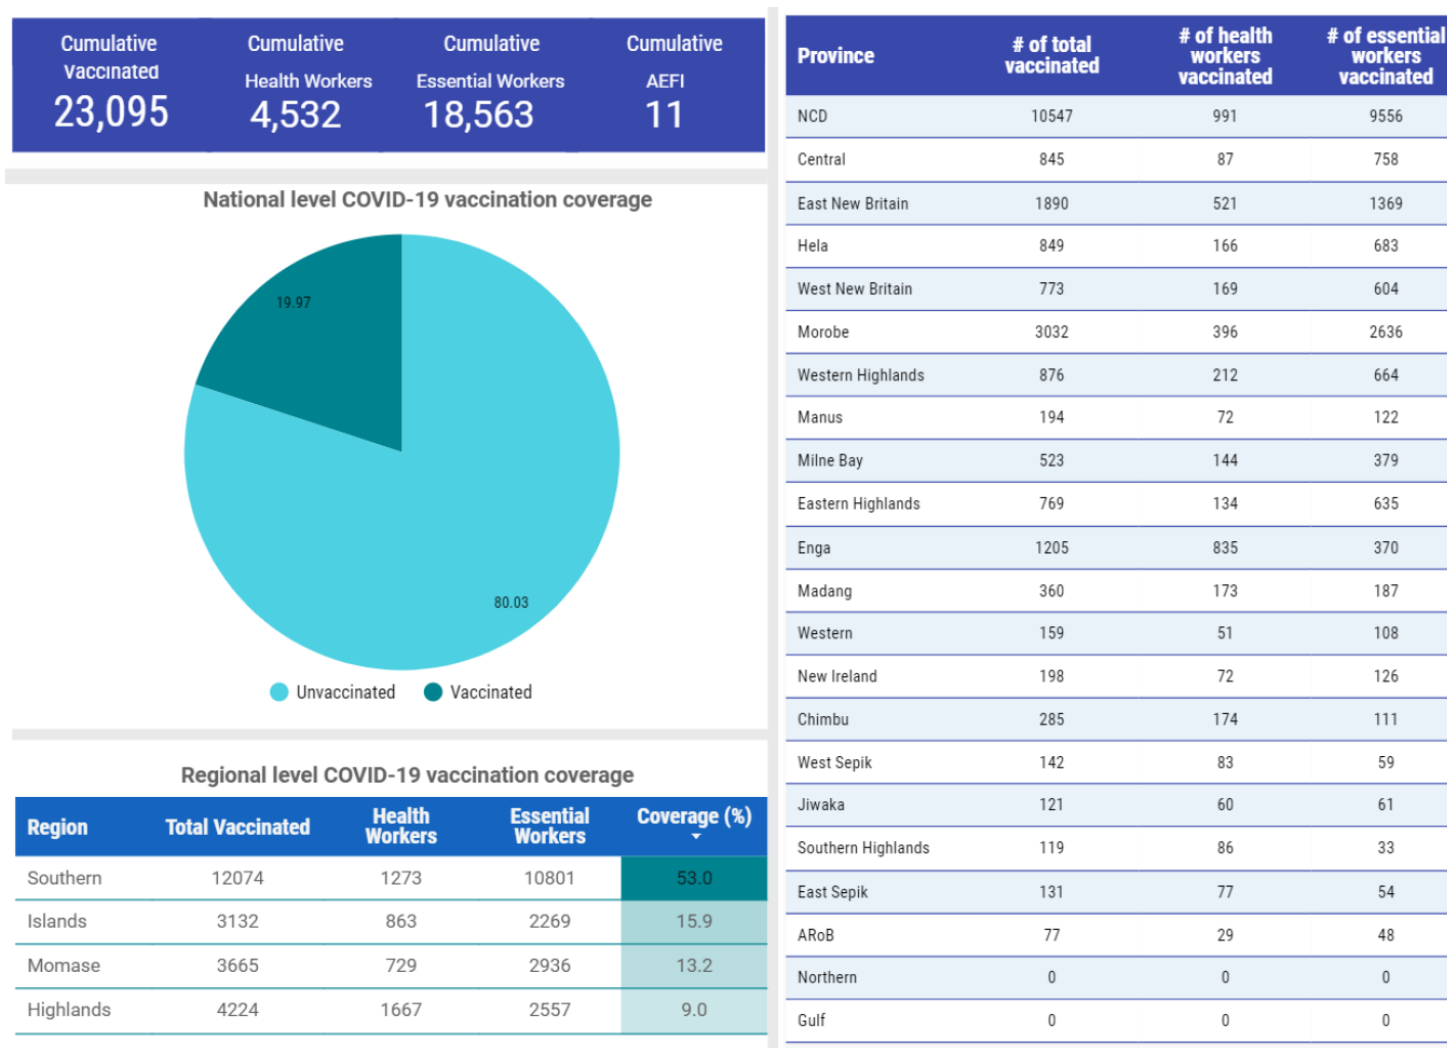 Cumulative Cumulative Cumulative Cumulative
Vaccinated Health Workers Essential Workers AEFI
23,095 4,532 18,563 11
National level COVID-19 vaccination coverage
19.97
80.03
Unvaccinated Vaccinated
Regional level COVID-19 vaccination coverage
Region Total Vaccinated Health Workers Essential Workers Coverage (%)
Southern 12074 1273 10801 53.0
Islands 3132 863 2269 15.9
Momase 3665 729 2936 13.2
Highlands 4224 1667 2557 9.0
Province # of total vaccinated # of health workers vaccinated # of essential workers vaccinated
NCD 10547 991 9556
Central 845 87 758
East New Britain 1890 521 1369
Hela 849 166 683
West New Britain 773 169 604
Morobe 3032 396 2636
Western Highlands 876 212 664
Manus 194 72 122
Milne Bay 523 144 379
Eastern Highlands 769 134 635
Enga 1205 835 370
Madang 360 173 187
Western 159 51 108
New Ireland 198 72 126
Chimbu 285 174 111
West Sepik 142 83 59
Jiwaka 121 60 61
Southern Highlands 119 86 33
East Sepik 131 77 54
ARoB 77 29 48
Northern 0 0 0
Gulf 0 0 0